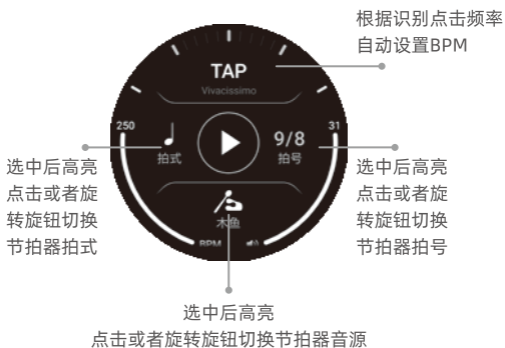 根据识别点击频率
自动设置BPM
TAP
Vivacissimo
250
31
9/8
拍式
拍号
选中后高亮
点击或者旋
转旋钮切换
节拍器拍式
选中后高亮
点击或者旋
转旋钮切换
节拍器拍号
木鱼
BPM
选中后高亮
点击或者旋转旋钮切换节拍器音源